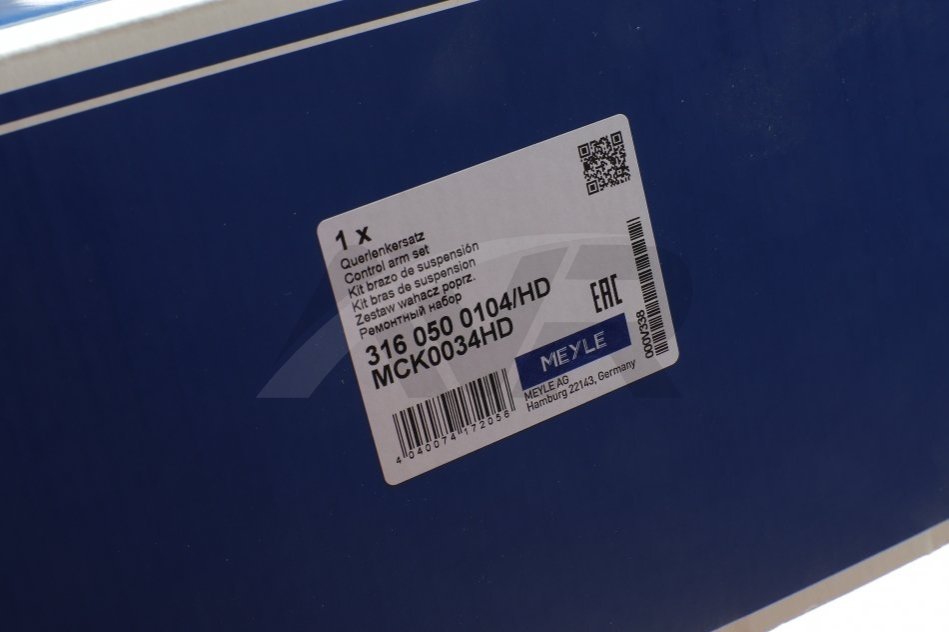 1 x
Querlenkersatz
Control arm set
Kit brazo de suspensión
Kit bras de suspension
Zestaw wahacz poprz.
Ремонтный набор
316 050 0104/HD
MCK0034HD
EAC
MEYLE
MEYLE AG
Hamburg 22143, Germany
000V338
4 040074 172056